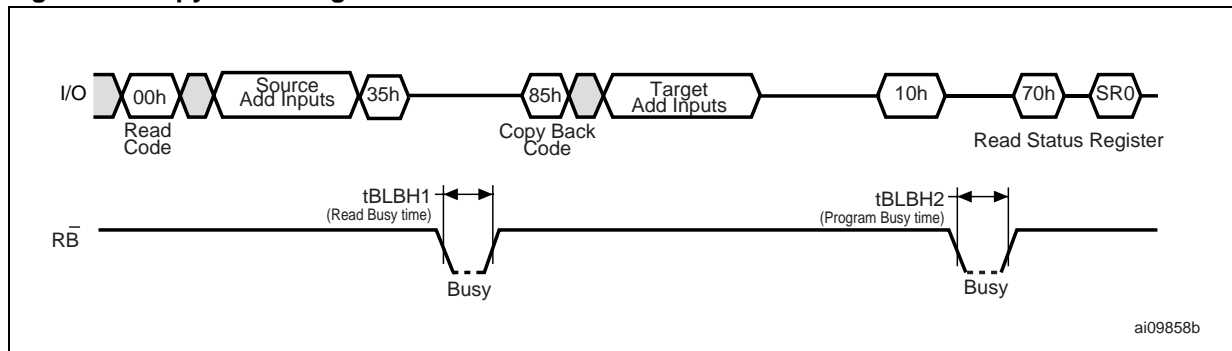 I/O
00h
Source
Add Inputs
35h
85h
Target
Add Inputs
10h
70h
SR0
Read
Code
Copy Back
Code
Read Status Register
tBLBH1
(Read Busy time)
tBLBH2
(Program Busy time)
RB̅
Busy
Busy
ai09858b